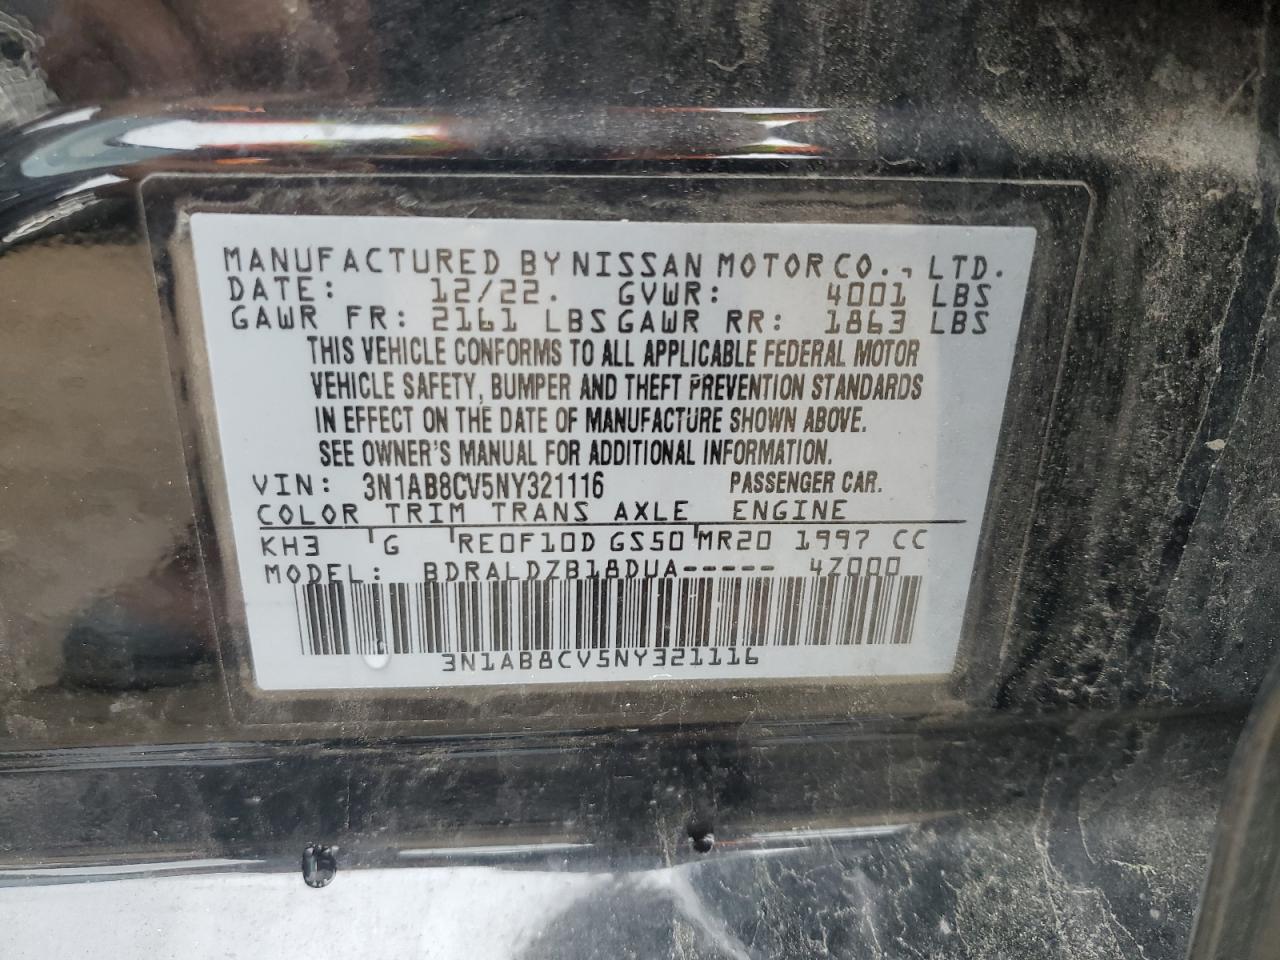 MANUFACTURED BY NISSAN MOTOR CO., LTD.
DATE: 12/22. GVWR: 4001 LBS
GAWR FR: 2161 LBS GAWR RR: 1863 LBS
THIS VEHICLE CONFORMS TO ALL APPLICABLE FEDERAL MOTOR
VEHICLE SAFETY, BUMPER AND THEFT PREVENTION STANDARDS
IN EFFECT ON THE DATE OF MANUFACTURE SHOWN ABOVE.
SEE OWNER'S MANUAL FOR ADDITIONAL INFORMATION.
VIN: 3N1AB8CV5NY321116 PASSENGER CAR.
COLOR TRIM TRANS AXLE ENGINE
KH3 G RE0F10D GS50 MR20 1997 CC
MODEL: BDRALDZB18DUA----- 4Z000
3N1AB8CV5NY321116